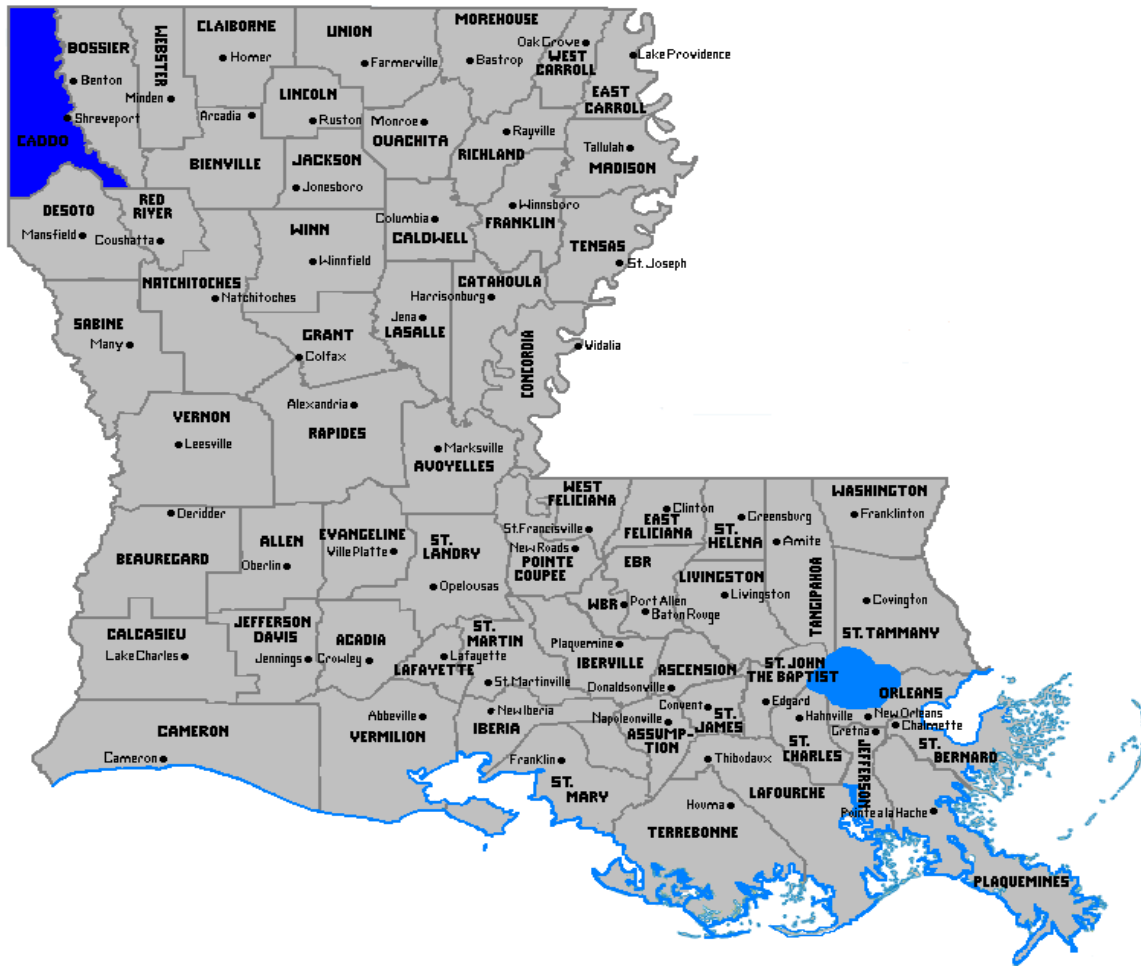 MOREHOUSE
CLAIBORNE
UNION
BOSSIER
WEBSTER
Oak Grove
WEST
CARROLL
Lake Providence
Homer
Farmerville
Bastrop
Benton
Minden
LINCOLN
EAST
CARROLL
Shreveport
Arcadia
Ruston
Monroe
OUACHITA
Rayville
CADDO
RICHLAND
Tallulah
MADISON
BIENVILLE
JACKSON
Jonesboro
DESOTO
RED
RIVER
Mansfield
Coushatta
WINN
Columbia
CALDWELL
Winnsboro
FRANKLIN
TENSAS
St. Joseph
Winnfield
NATCHITOCHES
Natchitoches
CATAHOULA
Harrisonburg
SABINE
Many
GRANT
Colfax
Jena
LASALLE
CONCORDIA
Vidalia
VERNON
Leesville
Alexandria
RAPIDES
Marksville
AVOYELLES
WEST
FELICIANA
WASHINGTON
Franklinton
Deridder
BEAUREGARD
ALLEN
Oberlin
EVANGELINE
Ville Platte
ST.
LANDRY
Opelousas
St. Francisville
New Roads
POINTE
COUPEE
Clinton
EAST
FELICIANA
Greensburg
ST.
HELENA
Amite
TANGIPAHOA
EBR
LIVINGSTON
Livingston
Covington
ST. TAMMANY
WBR
Port Allen
Baton Rouge
CALCASIEU
Lake Charles
JEFFERSON
DAVIS
Jennings
ACADIA
Crowley
ST.
MARTIN
Lafayette
LAFAYETTE
St. Martinville
Plaquemine
IBERVILLE
ASCENSION
Donaldsonville
ST. JOHN
THE BAPTIST
ORLEANS
CAMERON
Cameron
Abbeville
VERMILION
New Iberia
IBERIA
Convent
Napoleonville
ASSUMP-
TION
ST.
JAMES
Edgard
Hahnville
ST.
CHARLES
New Orleans
Chalmette
Gretna
JEFFERSON
ST.
BERNARD
Franklin
ST.
MARY
Thibodaux
LAFOURCHE
Houma
TERREBONNE
Pointe a la Hache
PLAQUEMINES